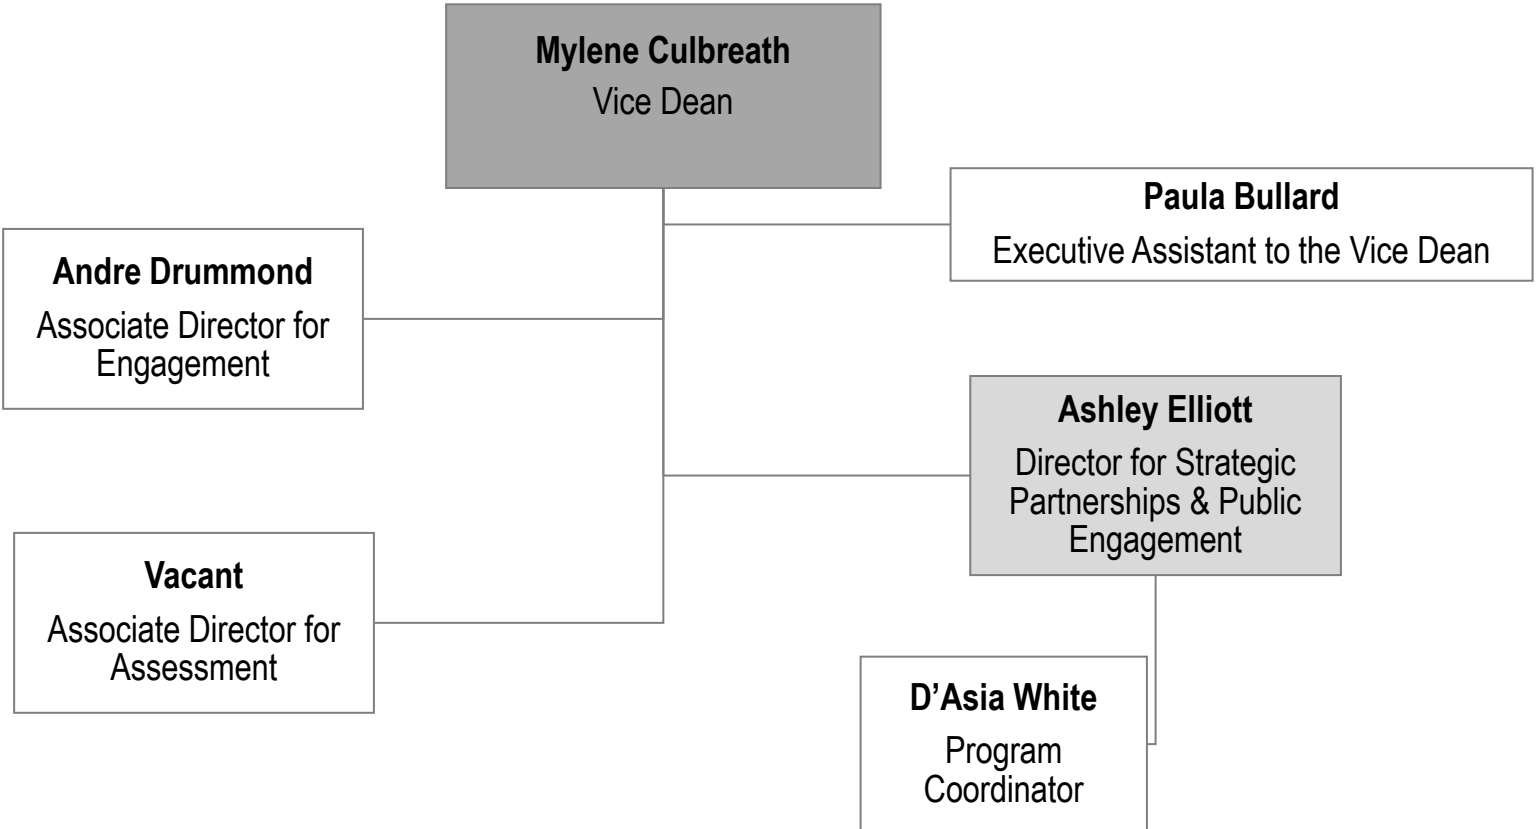 Mylene Culbreath
Vice Dean
Paula Bullard
Executive Assistant to the Vice Dean
Andre Drummond
Associate Director for
Engagement
Ashley Elliott
Director for Strategic
Partnerships & Public
Engagement
Vacant
Associate Director for
Assessment
D’Asia White
Program
Coordinator